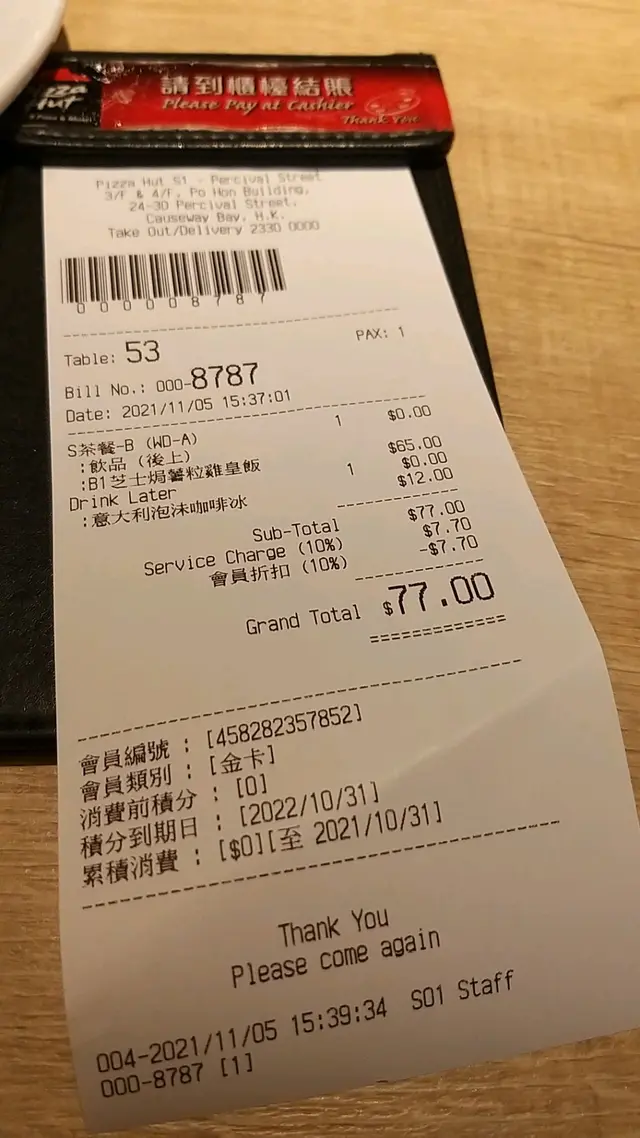 請到櫃檯結賬
Please Pay at Cashier
Thank You
Hut
Pizza Hut S1 - Percival Street
3/F & 4/F, Po Hon Building,
24-30 Percival Street,
Causeway Bay, H.K.
Take Out/Delivery 2330 0000
000008787
Table: 53 PAX: 1
Bill No.: 000-8787
Date: 2021/11/05 15:37:01
S茶餐-B (WD-A) 1 $0.00
:飲品 (後上) $65.00
:B1芝士焗薯粒雞皇飯 $0.00
Drink Later 1 $12.00
:意大利泡沫咖啡冰
Sub-Total $77.00
Service Charge (10%) $7.70
會員折扣 (10%) -$7.70
Grand Total $77.00
=============
會員編號 : [458282357852]
會員類別 : [金卡]
消費前積分 : [0]
積分到期日 : [2022/10/31]
累積消費 : [$0][至 2021/10/31]
Thank You
Please come again
004-2021/11/05 15:39:34 S01 Staff
000-8787 [1]